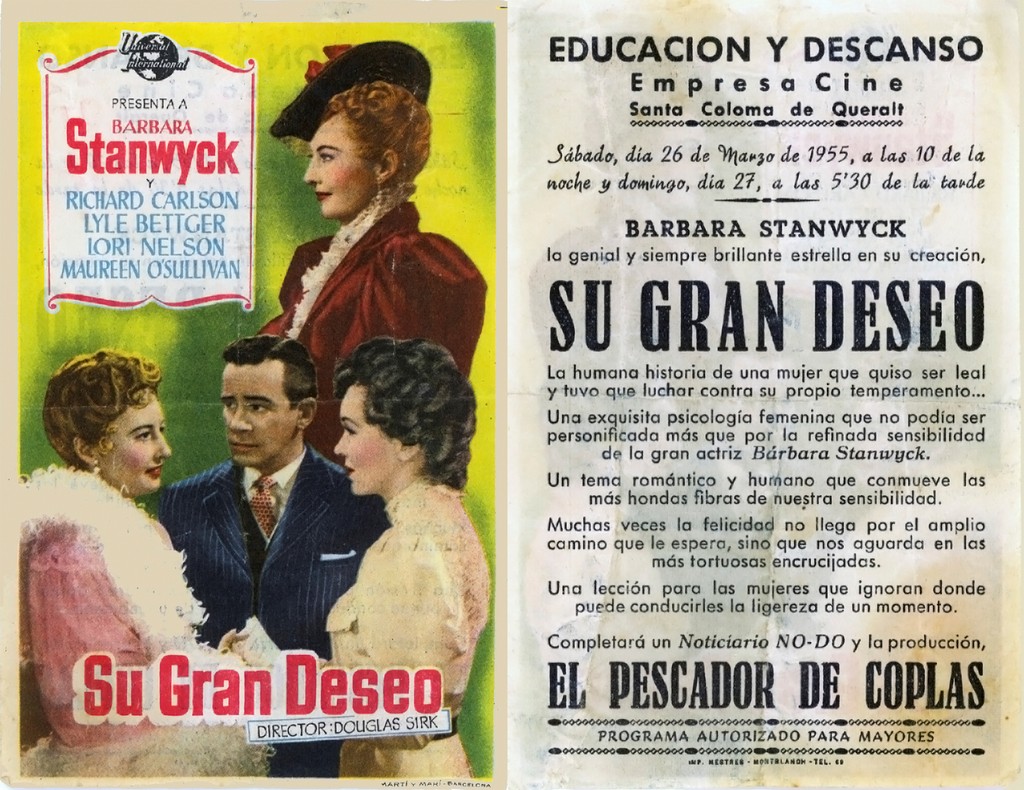 Universal
International
PRESENTA A
BARBARA
Stanwyck
Y
RICHARD CARLSON
LYLE BETTGER
LORI NELSON
MAUREEN O'SULLIVAN
Su Gran Deseo
DIRECTOR: DOUGLAS SIRK
MARTÍ Y MARÍ - BARCELONA
EDUCACION Y DESCANSO
Empresa Cine
Santa Coloma de Queralt
Sábado, día 26 de Marzo de 1955, a las 10 de la
noche y domingo, día 27, a las 5'30 de la tarde
BARBARA STANWYCK
la genial y siempre brillante estrella en su creación,
SU GRAN DESEO
La humana historia de una mujer que quiso ser leal
y tuvo que luchar contra su propio temperamento...
Una exquisita psicología femenina que no podía ser
personificada más que por la refinada sensibilidad
de la gran actriz Bárbara Stanwyck.
Un tema romántico y humano que conmueve las
más hondas fibras de nuestra sensibilidad.
Muchas veces la felicidad no llega por el amplio
camino que le espera, sino que nos aguarda en las
más tortuosas encrucijadas.
Una lección para las mujeres que ignoran donde
puede conducirles la ligereza de un momento.
Completará un Noticiario NO-DO y la producción,
EL PESCADOR DE COPLAS
PROGRAMA AUTORIZADO PARA MAYORES
IMP. MESTRES - MONTBLANCH - TEL. 68